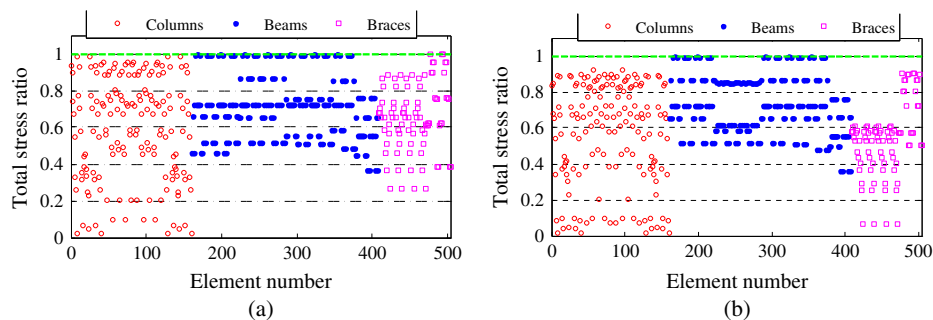 Columns Beams Braces
1
0.8
0.6
0.4
0.2
0
Total stress ratio
0 100 200 300 400 500
Element number
(a)
Columns Beams Braces
1
0.8
0.6
0.4
0.2
0
Total stress ratio
0 100 200 300 400 500
Element number
(b)